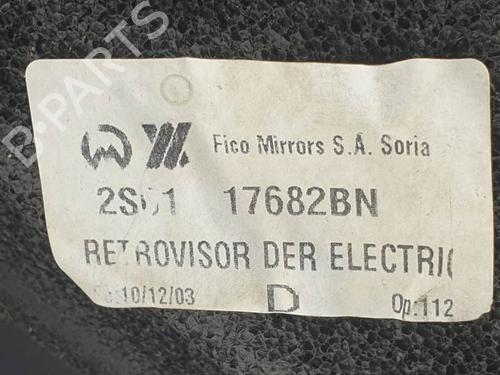 B-PARTS
Fico Mirrors S.A. Soria
17682BN
RETROVISOR DER ELECTRI(
10/12/03 D Op:112